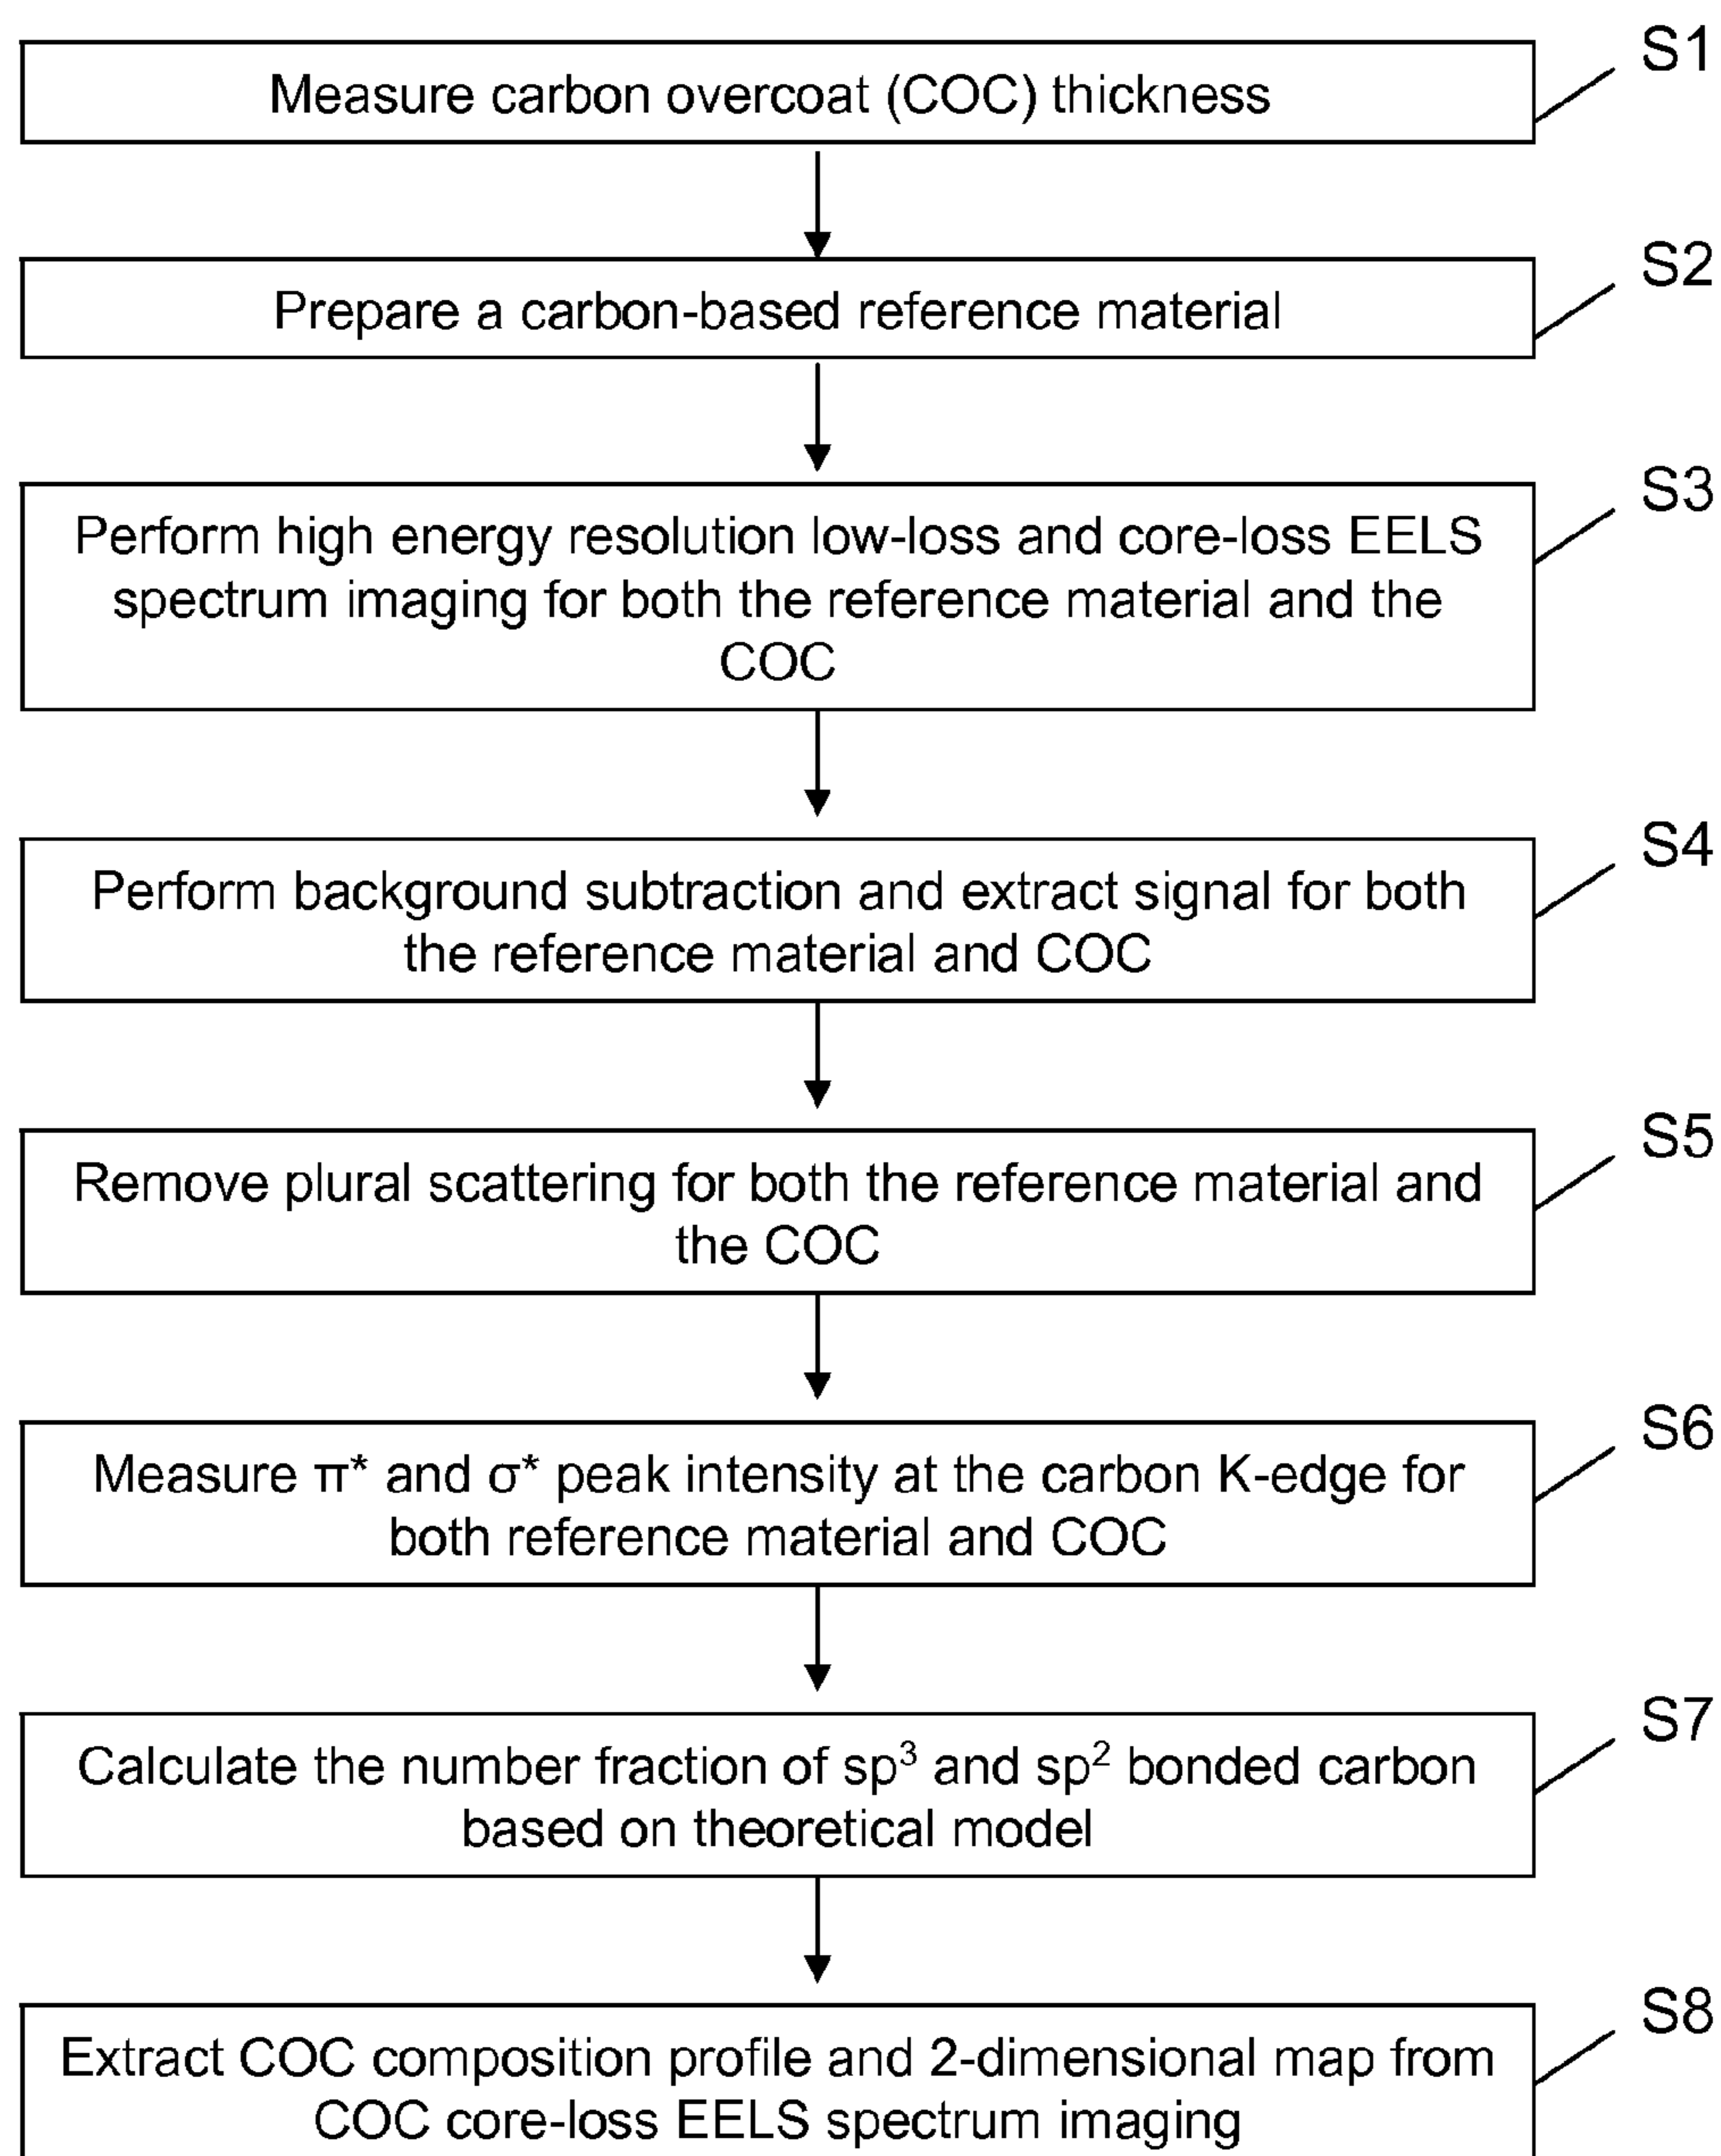 S1
Measure carbon overcoat (COC) thickness
S2
Prepare a carbon-based reference material
S3
Perform high energy resolution low-loss and core-loss EELS
spectrum imaging for both the reference material and the
COC
S4
Perform background subtraction and extract signal for both
the reference material and COC
S5
Remove plural scattering for both the reference material and
the COC
S6
Measure π* and σ* peak intensity at the carbon K-edge for
both reference material and COC
S7
Calculate the number fraction of sp³ and sp² bonded carbon
based on theoretical model
S8
Extract COC composition profile and 2-dimensional map from
COC core-loss EELS spectrum imaging